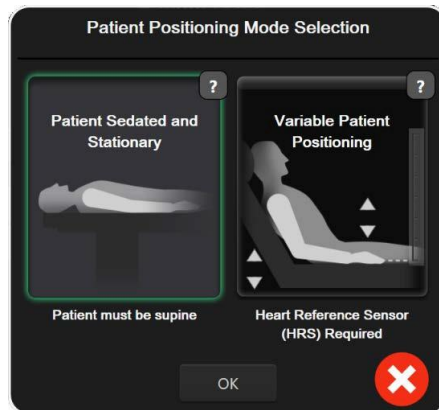 Patient Positioning Mode Selection
?
?
Patient Sedated and
Stationary
Variable Patient
Positioning
Patient must be supine
Heart Reference Sensor
(HRS) Required
OK